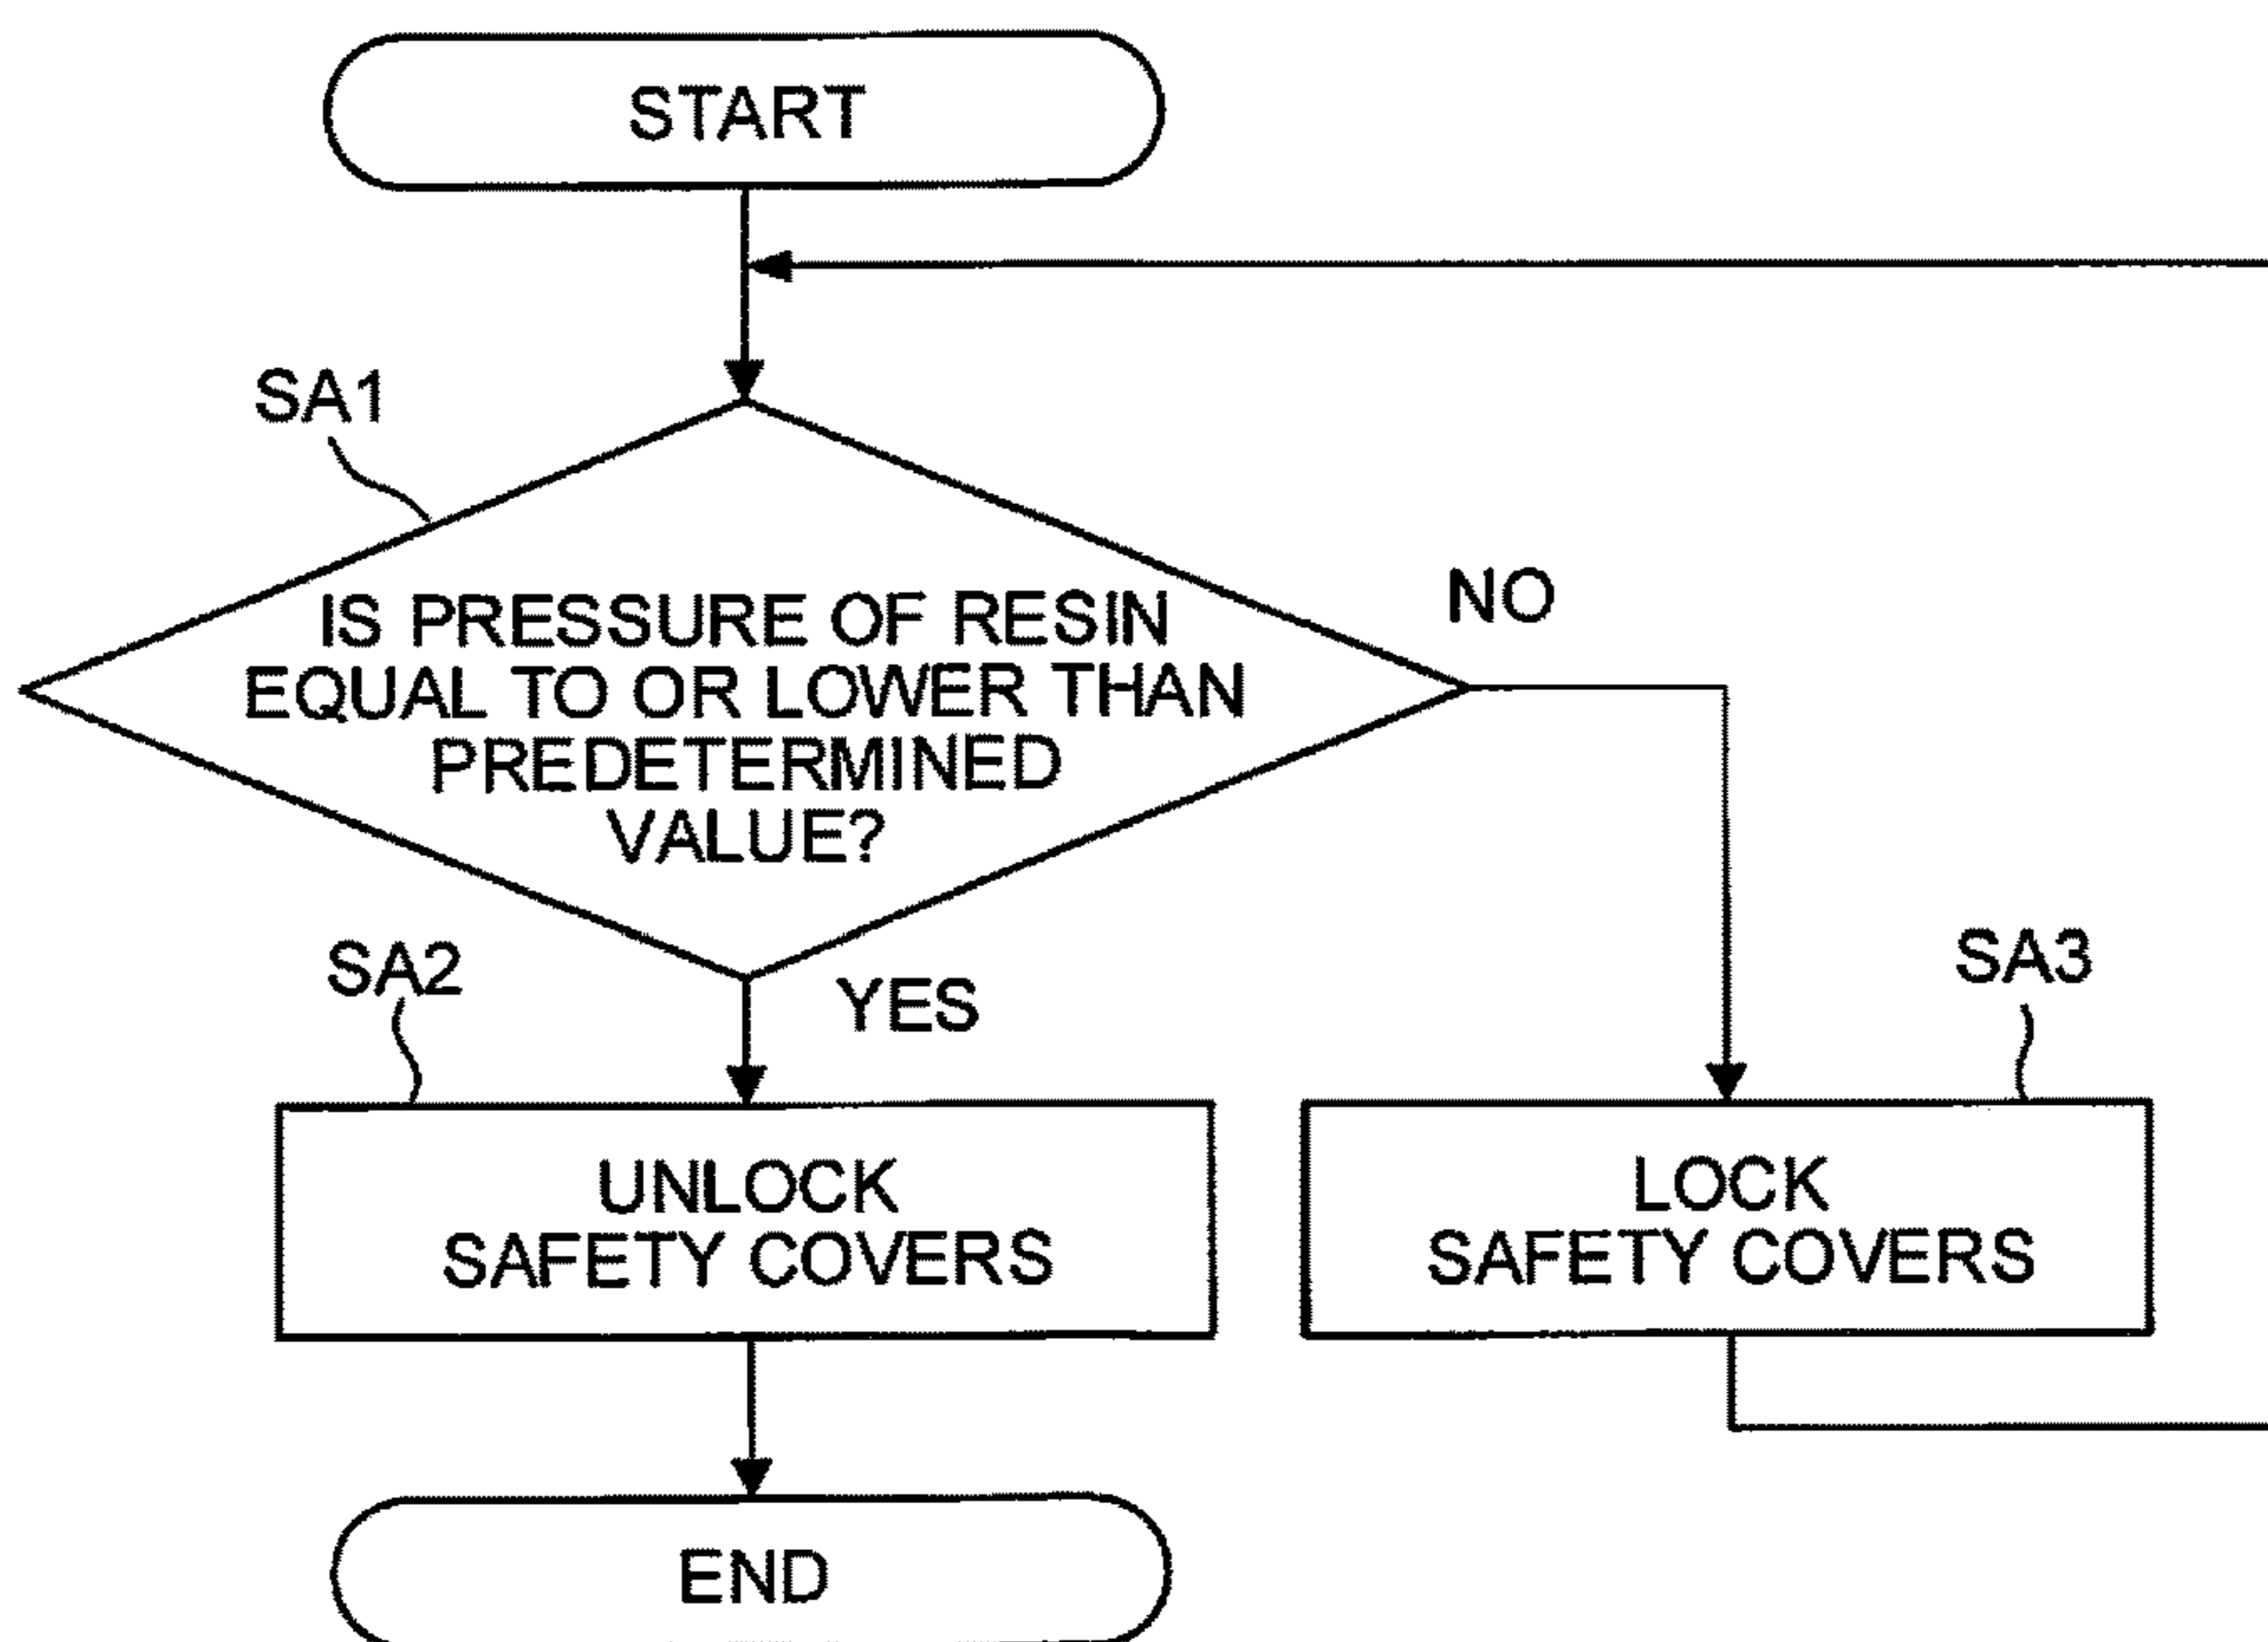 START
SA1
IS PRESSURE OF RESIN
EQUAL TO OR LOWER THAN
PREDETERMINED
VALUE?
NO
SA2
YES
SA3
UNLOCK
SAFETY COVERS
LOCK
SAFETY COVERS
END